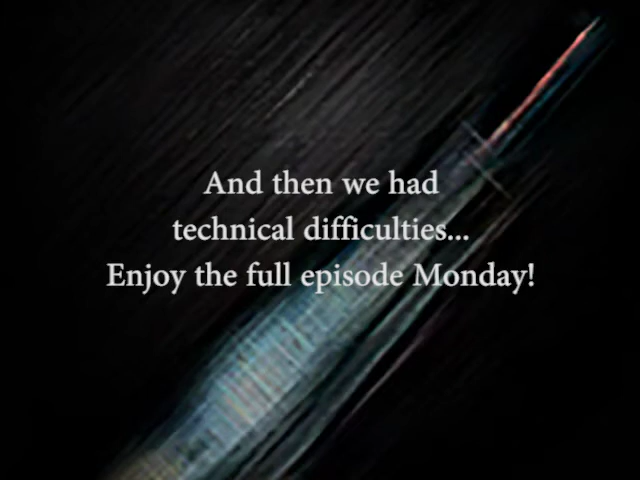 And then we had
technical difficulties...
Enjoy the full episode Monday!